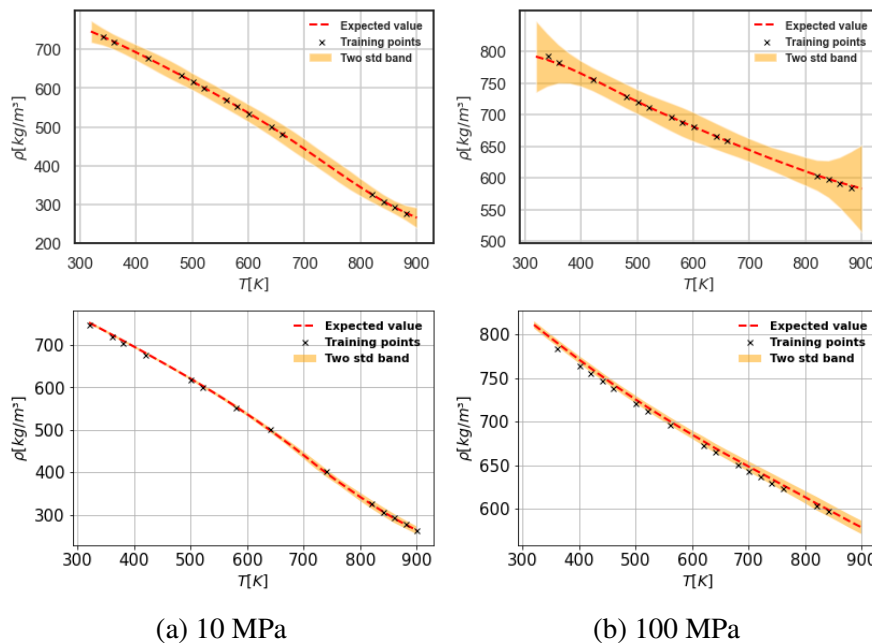 Expected value
Training points
Two std band
700
600
500
400
300
200
ρ[kg/m³]
300 400 500 600 700 800 900
T[K]
Expected value
Training points
Two std band
800
750
700
650
600
550
500
ρ[kg/m³]
300 400 500 600 700 800 900
T[K]
Expected value
Training points
Two std band
700
600
500
400
300
ρ[kg/m³]
300 400 500 600 700 800 900
T[K]
Expected value
Training points
Two std band
800
750
700
650
600
ρ[kg/m³]
300 400 500 600 700 800 900
T[K]
(a) 10 MPa
(b) 100 MPa